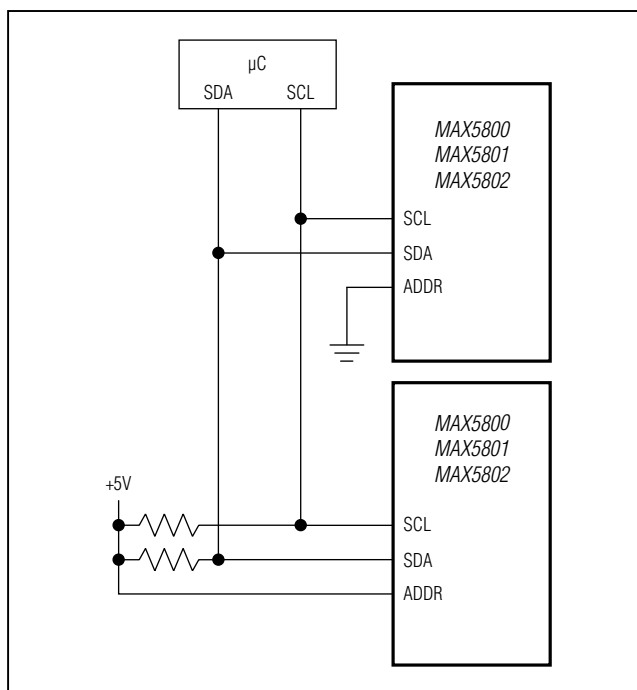 µC
SDA SCL
MAX5800
MAX5801
MAX5802
SCL
SDA
ADDR
MAX5800
MAX5801
MAX5802
+5V
SCL
SDA
ADDR